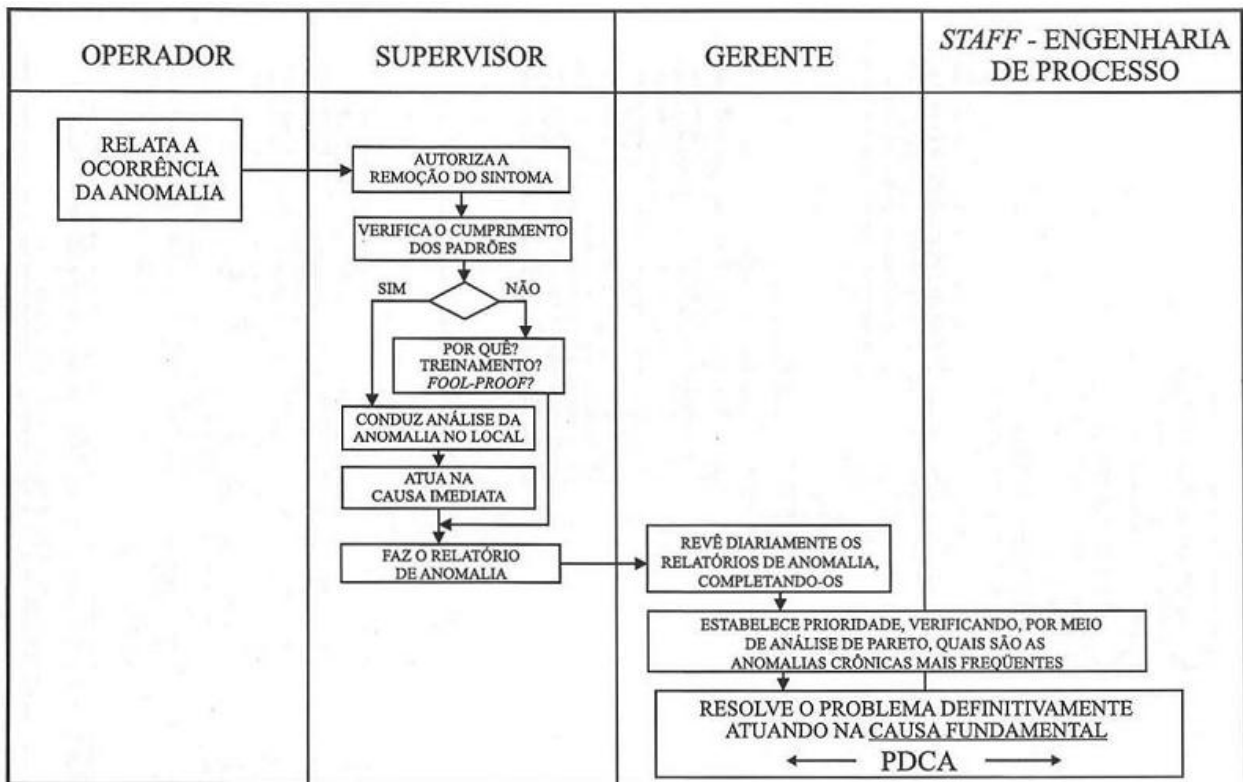 OPERADOR
SUPERVISOR
GERENTE
STAFF - ENGENHARIA
DE PROCESSO
RELATA A
OCORRÊNCIA
DA ANOMALIA
AUTORIZA A
REMOÇÃO DO SINTOMA
VERIFICA O CUMPRIMENTO
DOS PADRÕES
SIM
NÃO
POR QUÊ?
TREINAMENTO?
FOOL-PROOF?
CONDUZ ANÁLISE DA
ANOMALIA NO LOCAL
ATUA NA
CAUSA IMEDIATA
FAZ O RELATÓRIO
DE ANOMALIA
REVÊ DIARIAMENTE OS
RELATÓRIOS DE ANOMALIA,
COMPLETANDO-OS
ESTABELECE PRIORIDADE, VERIFICANDO, POR MEIO
DE ANÁLISE DE PARETO, QUAIS SÃO AS
ANOMALIAS CRÔNICAS MAIS FREQÜENTES
RESOLVE O PROBLEMA DEFINITIVAMENTE
ATUANDO NA CAUSA FUNDAMENTAL
PDCA